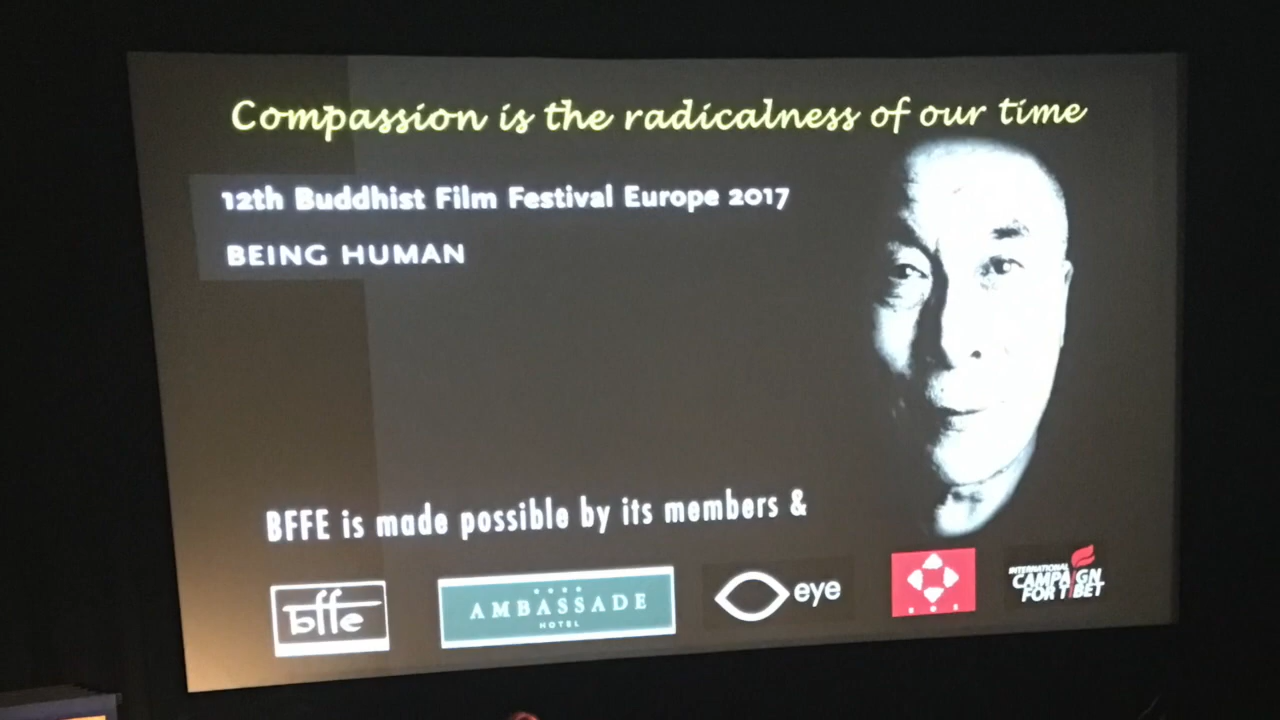 Compassion is the radicalness of our time
12th Buddhist Film Festival Europe 2017
BEING HUMAN
BFFE is made possible by its members &
bffe
AMBASSADE
HOTEL
eye
INTERNATIONAL
CAMPAIGN
FOR TIBET